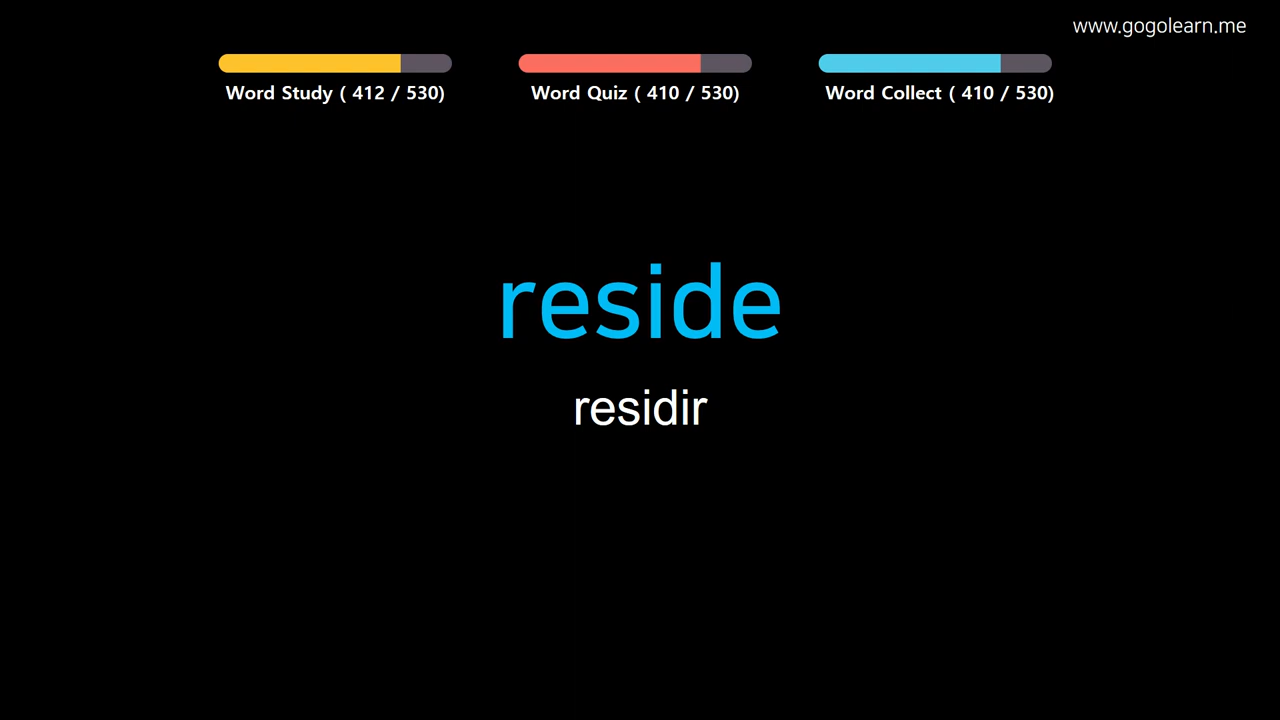 www.gogolearn.me
Word Study ( 412 / 530)
Word Quiz ( 410 / 530)
Word Collect ( 410 / 530)
reside
residir